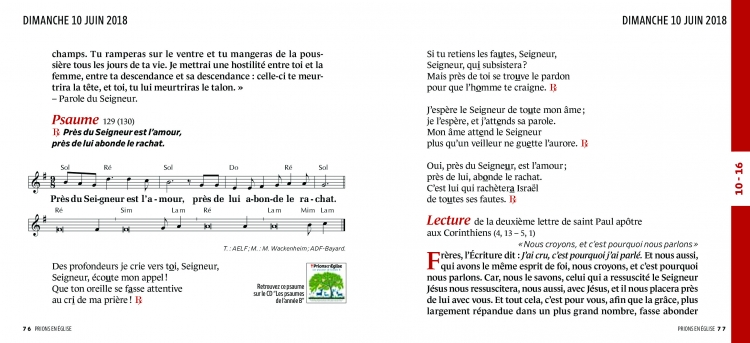 DIMANCHE 10 JUIN 2018
champs. Tu ramperas sur le ventre et tu mangeras de la pous-
sière tous les jours de ta vie. Je mettrai une hostilité entre toi et la
femme, entre ta descendance et sa descendance : celle-ci te meur-
trira la tête, et toi, tu lui meurtriras le talon. »
– Parole du Seigneur.
Psaume 129 (130)
℟ Près du Seigneur est l'amour,
près de lui abonde le rachat.
Sol Ré Sol Do Ré Sol
Près du Sei-gneur est l'a-mour, près de lui a-bon-de le ra-chat.
Ré Sim Lam Ré Lam Mim Lam
T. : AELF ; M. : M. Wackenheim ; ADF-Bayard.
Des profondeurs je crie vers toi, Seigneur,
Seigneur, écoute mon appel !
Que ton oreille se fasse attentive
au cri de ma prière ! ℟
Retrouvez ce psaume
sur le CD "Les psaumes
de l'année B"
PrionsenÉglise
76 PRIONS EN ÉGLISE
DIMANCHE 10 JUIN 2018
Si tu retiens les fautes, Seigneur,
Seigneur, qui subsistera ?
Mais près de toi se trouve le pardon
pour que l'homme te craigne. ℟
J'espère le Seigneur de toute mon âme ;
je l'espère, et j'attends sa parole.
Mon âme attend le Seigneur
plus qu'un veilleur ne guette l'aurore. ℟
Oui, près du Seigneur, est l'amour ;
près de lui, abonde le rachat.
C'est lui qui rachètera Israël
de toutes ses fautes. ℟
Lecture de la deuxième lettre de saint Paul apôtre
aux Corinthiens (4, 13 – 5, 1)
« Nous croyons, et c'est pourquoi nous parlons »
Frères, l'Écriture dit : J'ai cru, c'est pourquoi j'ai parlé. Et nous aussi,
qui avons le même esprit de foi, nous croyons, et c'est pourquoi
nous parlons. Car, nous le savons, celui qui a ressuscité le Seigneur
Jésus nous ressuscitera, nous aussi, avec Jésus, et il nous placera près
de lui avec vous. Et tout cela, c'est pour vous, afin que la grâce, plus
largement répandue dans un plus grand nombre, fasse abonder
10 - 16
PRIONS EN ÉGLISE 77